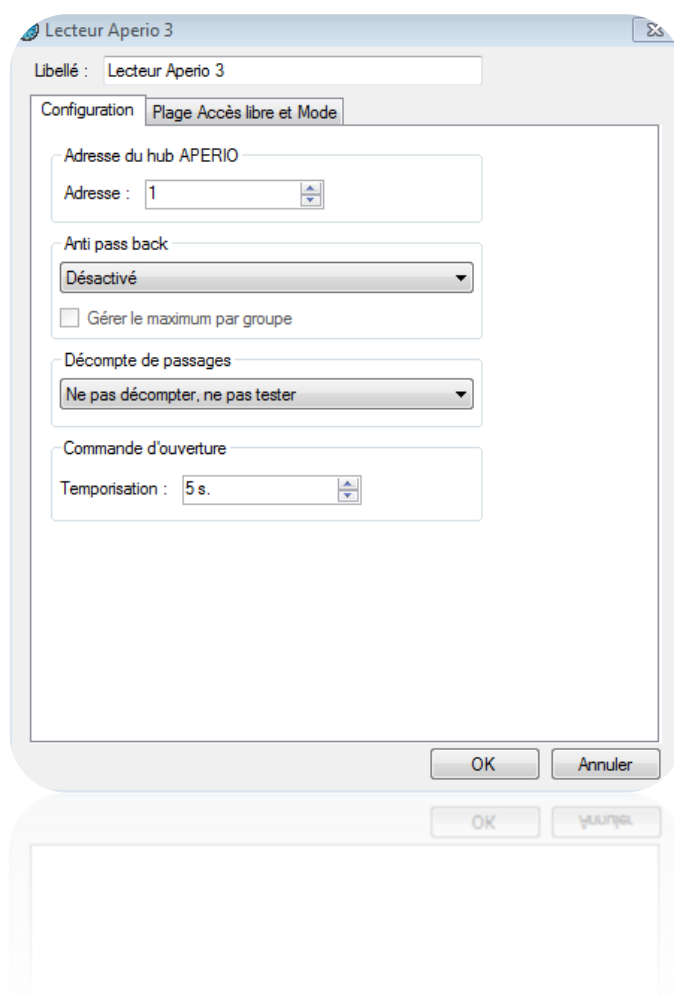 Lecteur Aperio 3
Libellé : Lecteur Aperio 3
Configuration Plage Accès libre et Mode
Adresse du hub APERIO
Adresse : 1
Anti pass back
Désactivé
Gérer le maximum par groupe
Décompte de passages
Ne pas décompter, ne pas tester
Commande d'ouverture
Temporisation : 5 s.
OK Annuler
OK Annuler